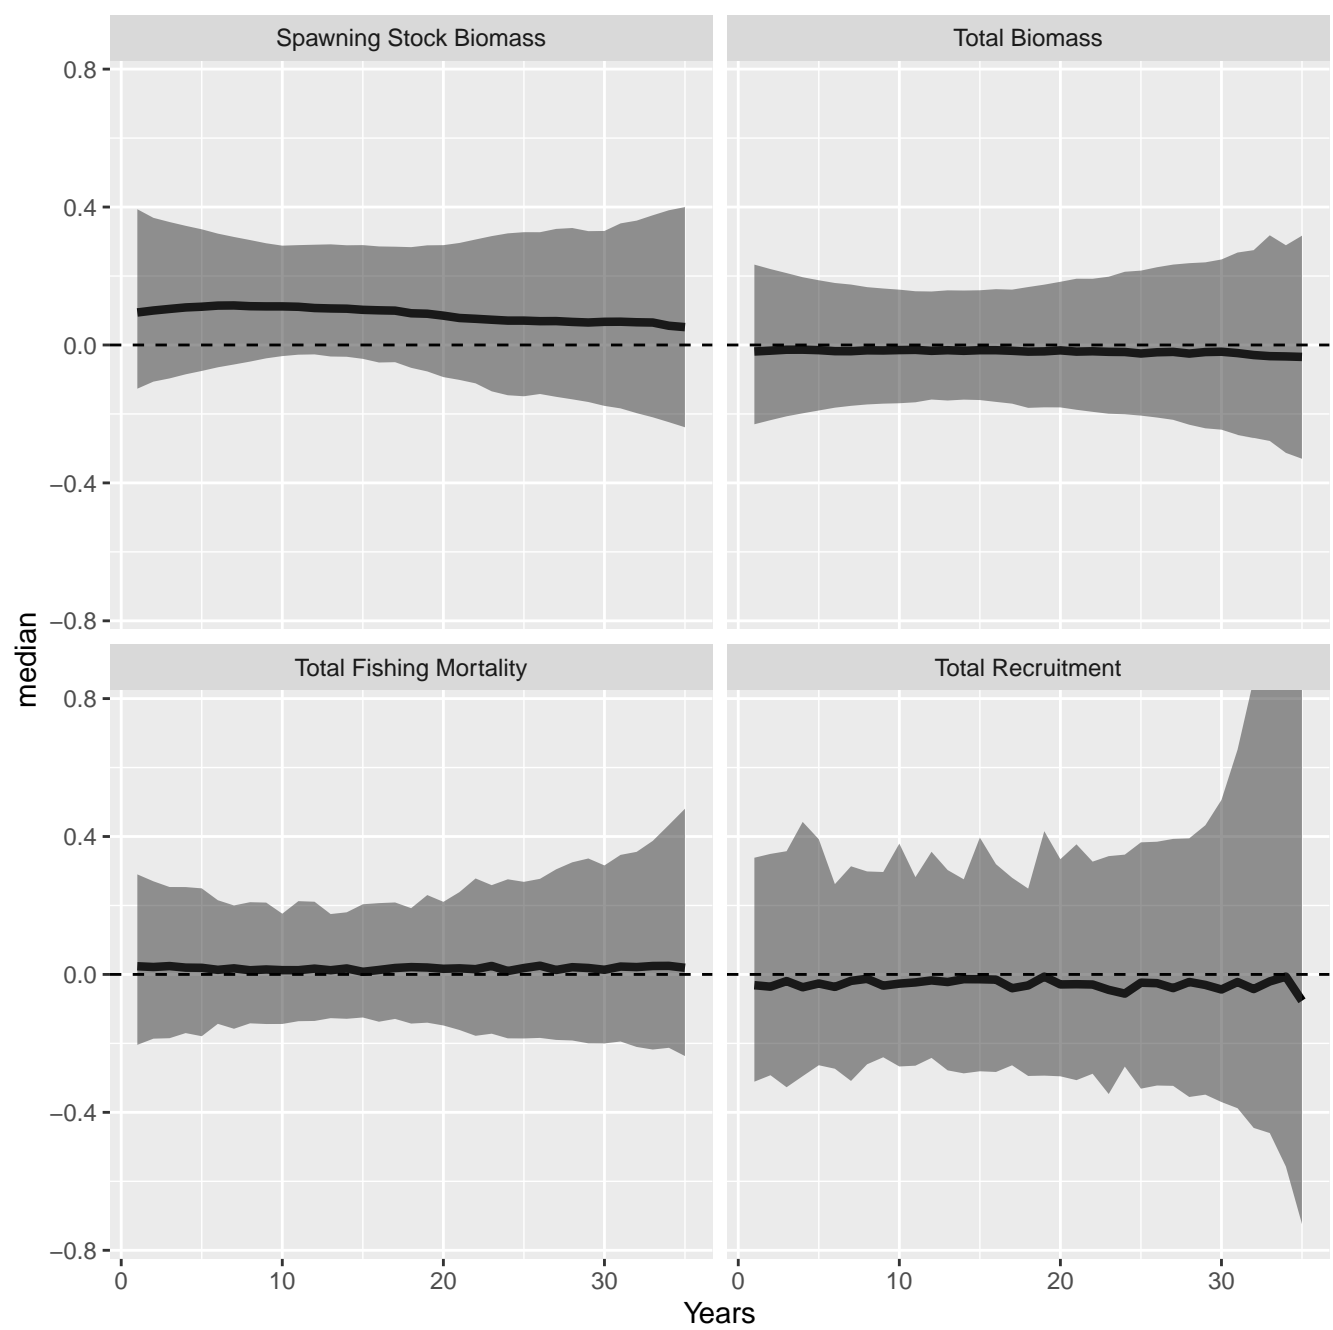 Spawning Stock Biomass
Total Biomass
0.8
0.4
0.0
−0.4
−0.8
median
Total Fishing Mortality
Total Recruitment
0.8
0.4
0.0
−0.4
−0.8
0 10 20 30
0 10 20 30
Years